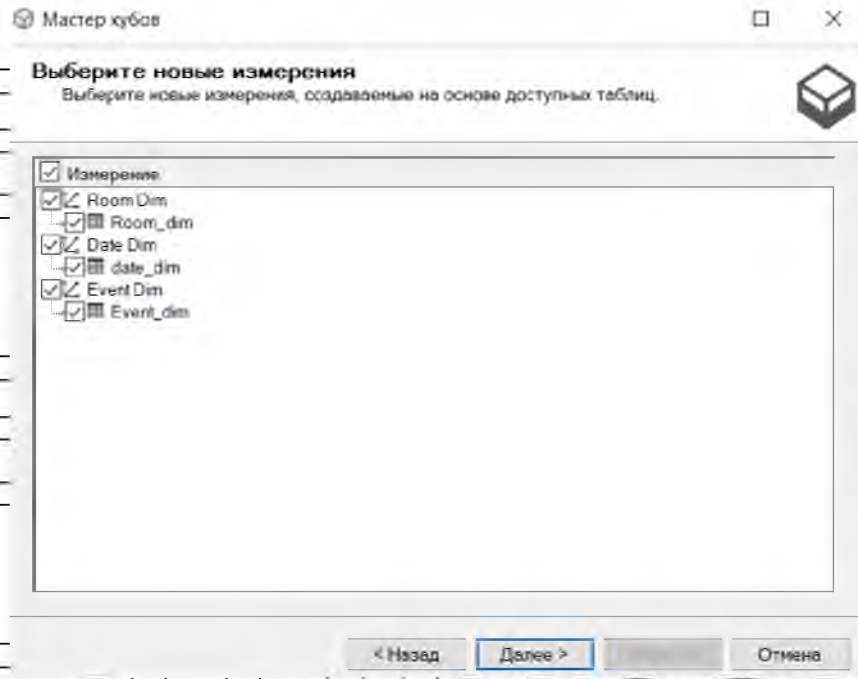 Мастер кубов
Выберите новые измерения
Выберите новые измерения, создаваемые на основе доступных таблиц.
Измерение
Room Dim
Room_dim
Date Dim
date_dim
Event Dim
Event_dim
< Назад
Далее >
Отмена